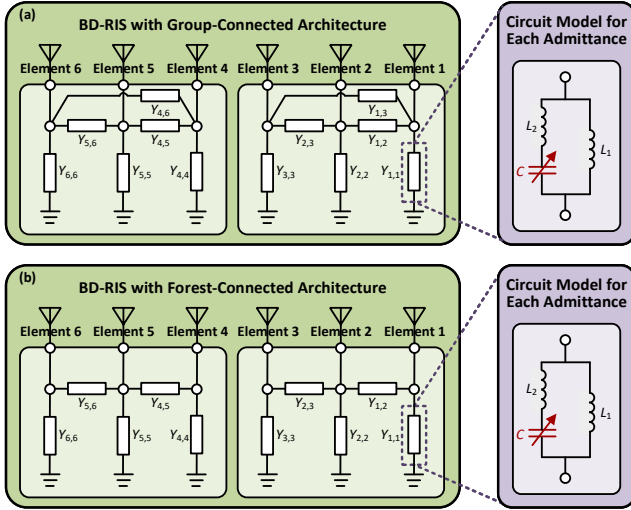 (a)
BD-RIS with Group-Connected Architecture
Element 6 Element 5 Element 4 Element 3 Element 2 Element 1
Y4,6
Y1,3
Y5,6 Y4,5 Y2,3 Y1,2
Y6,6 Y5,5 Y4,4 Y3,3 Y2,2 Y1,1
Circuit Model for
Each Admittance
L2
L1
C
(b)
BD-RIS with Forest-Connected Architecture
Element 6 Element 5 Element 4 Element 3 Element 2 Element 1
Y5,6 Y4,5 Y2,3 Y1,2
Y6,6 Y5,5 Y4,4 Y3,3 Y2,2 Y1,1
Circuit Model for
Each Admittance
L2
L1
C